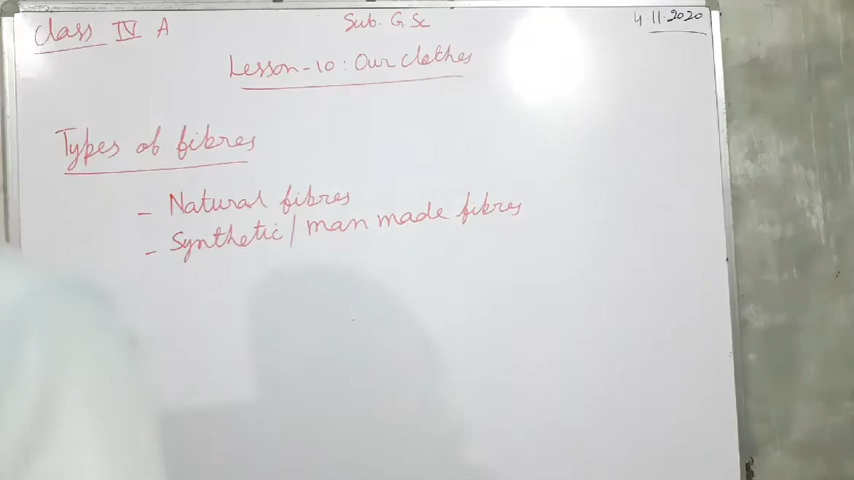 Class IV A Sub. G.Sc 4.11.2020
Lesson-10: Our clothes
Types of fibres
- Natural fibres
- Synthetic/man made fibres